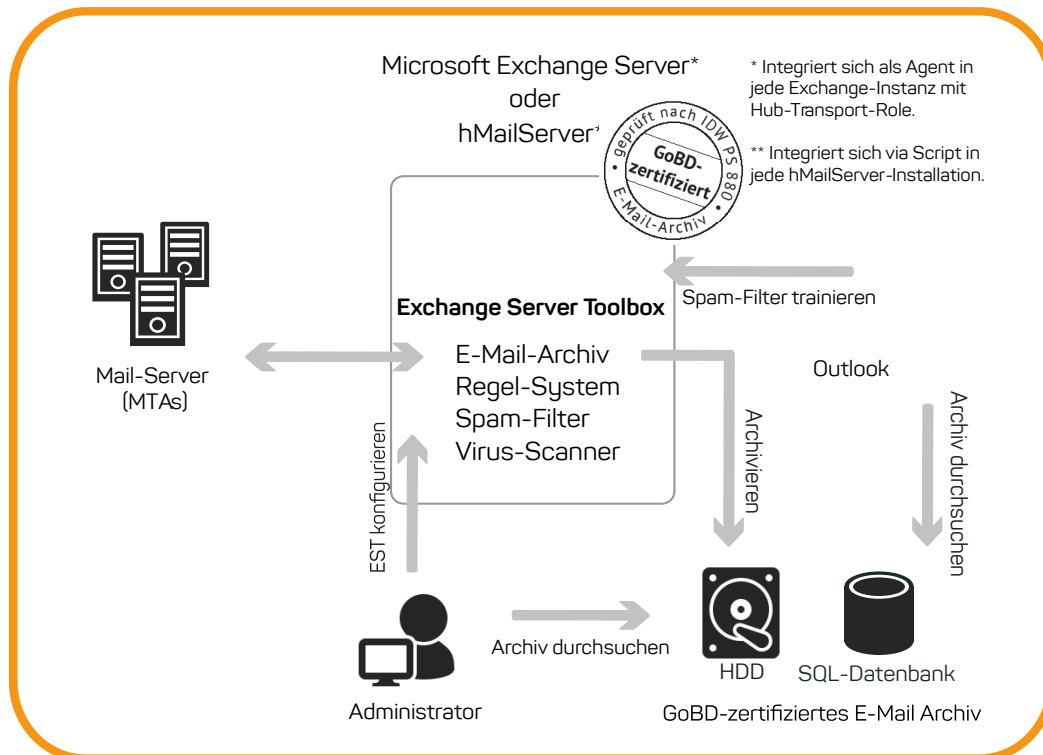 Microsoft Exchange Server*
oder
hMailServer*
* Integriert sich als Agent in
jede Exchange-Instanz mit
Hub-Transport-Role.
** Integriert sich via Script in
jede hMailServer-Installation.
geprüft nach IDW PS 880
GoBD-
zertifiziert
E-Mail-Archiv
Spam-Filter trainieren
Exchange Server Toolbox
E-Mail-Archiv
Regel-System
Spam-Filter
Virus-Scanner
Mail-Server
(MTAs)
Outlook
EST konfigurieren
Archivieren
Archiv durchsuchen
Archiv durchsuchen
Administrator
HDD
SQL-Datenbank
GoBD-zertifiziertes E-Mail Archiv